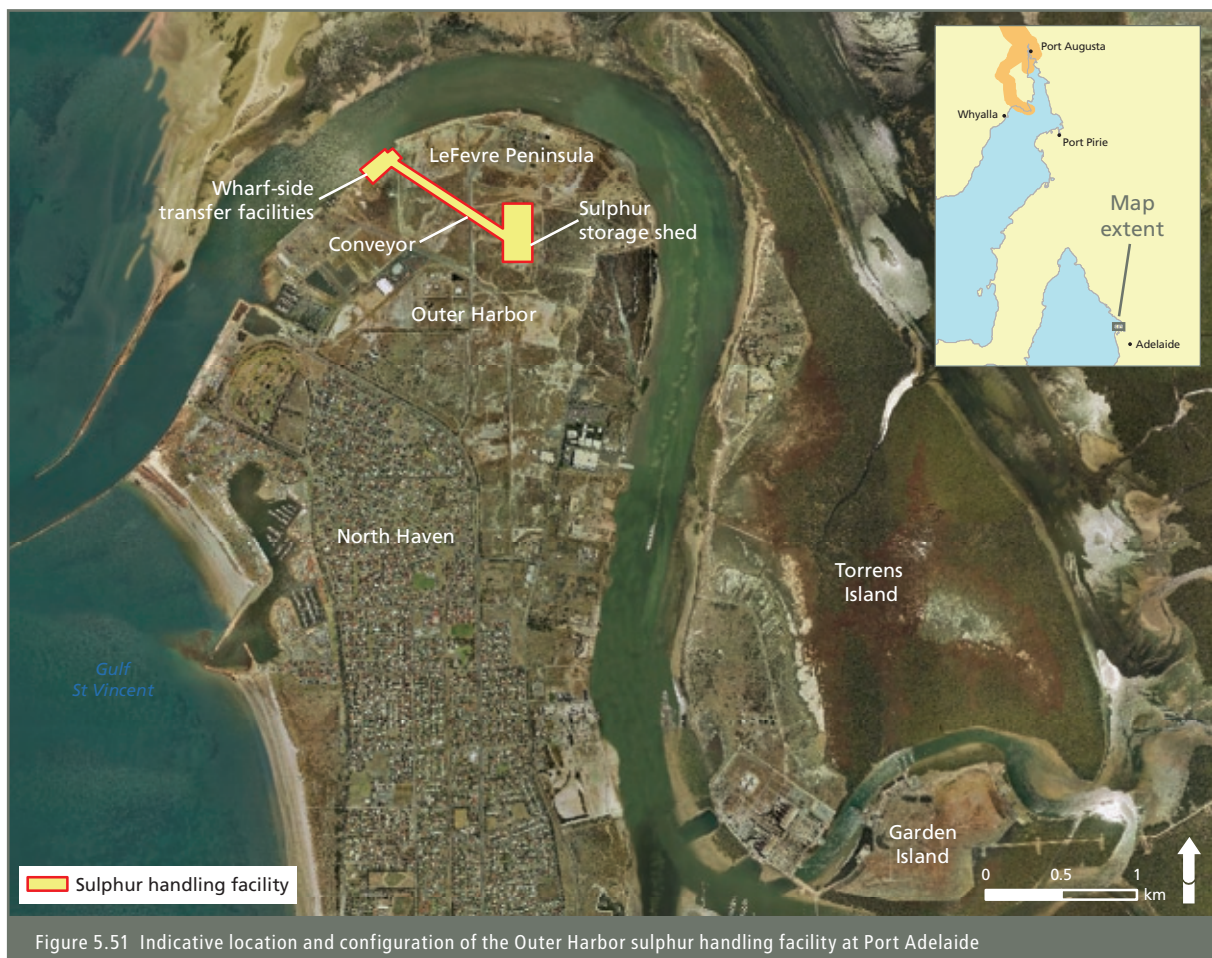 Port Augusta
Whyalla
Port Pirie
Map
extent
Adelaide
LeFevre Peninsula
Wharf-side
transfer facilities
Sulphur
storage shed
Conveyor
Outer Harbor
North Haven
Torrens
Island
Gulf
St Vincent
Garden
Island
Sulphur handling facility
0 0.5 1
km
Figure 5.51 Indicative location and configuration of the Outer Harbor sulphur handling facility at Port Adelaide